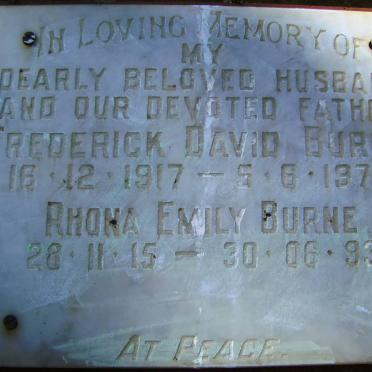 IN LOVING MEMORY OF
MY
DEARLY BELOVED HUSBA
AND OUR DEVOTED FATH
FREDERICK DAVID BUR
16·12·1917 — 5·6·197
RHONA EMILY BURNE
28·11·15 — 30·06·93
AT PEACE.